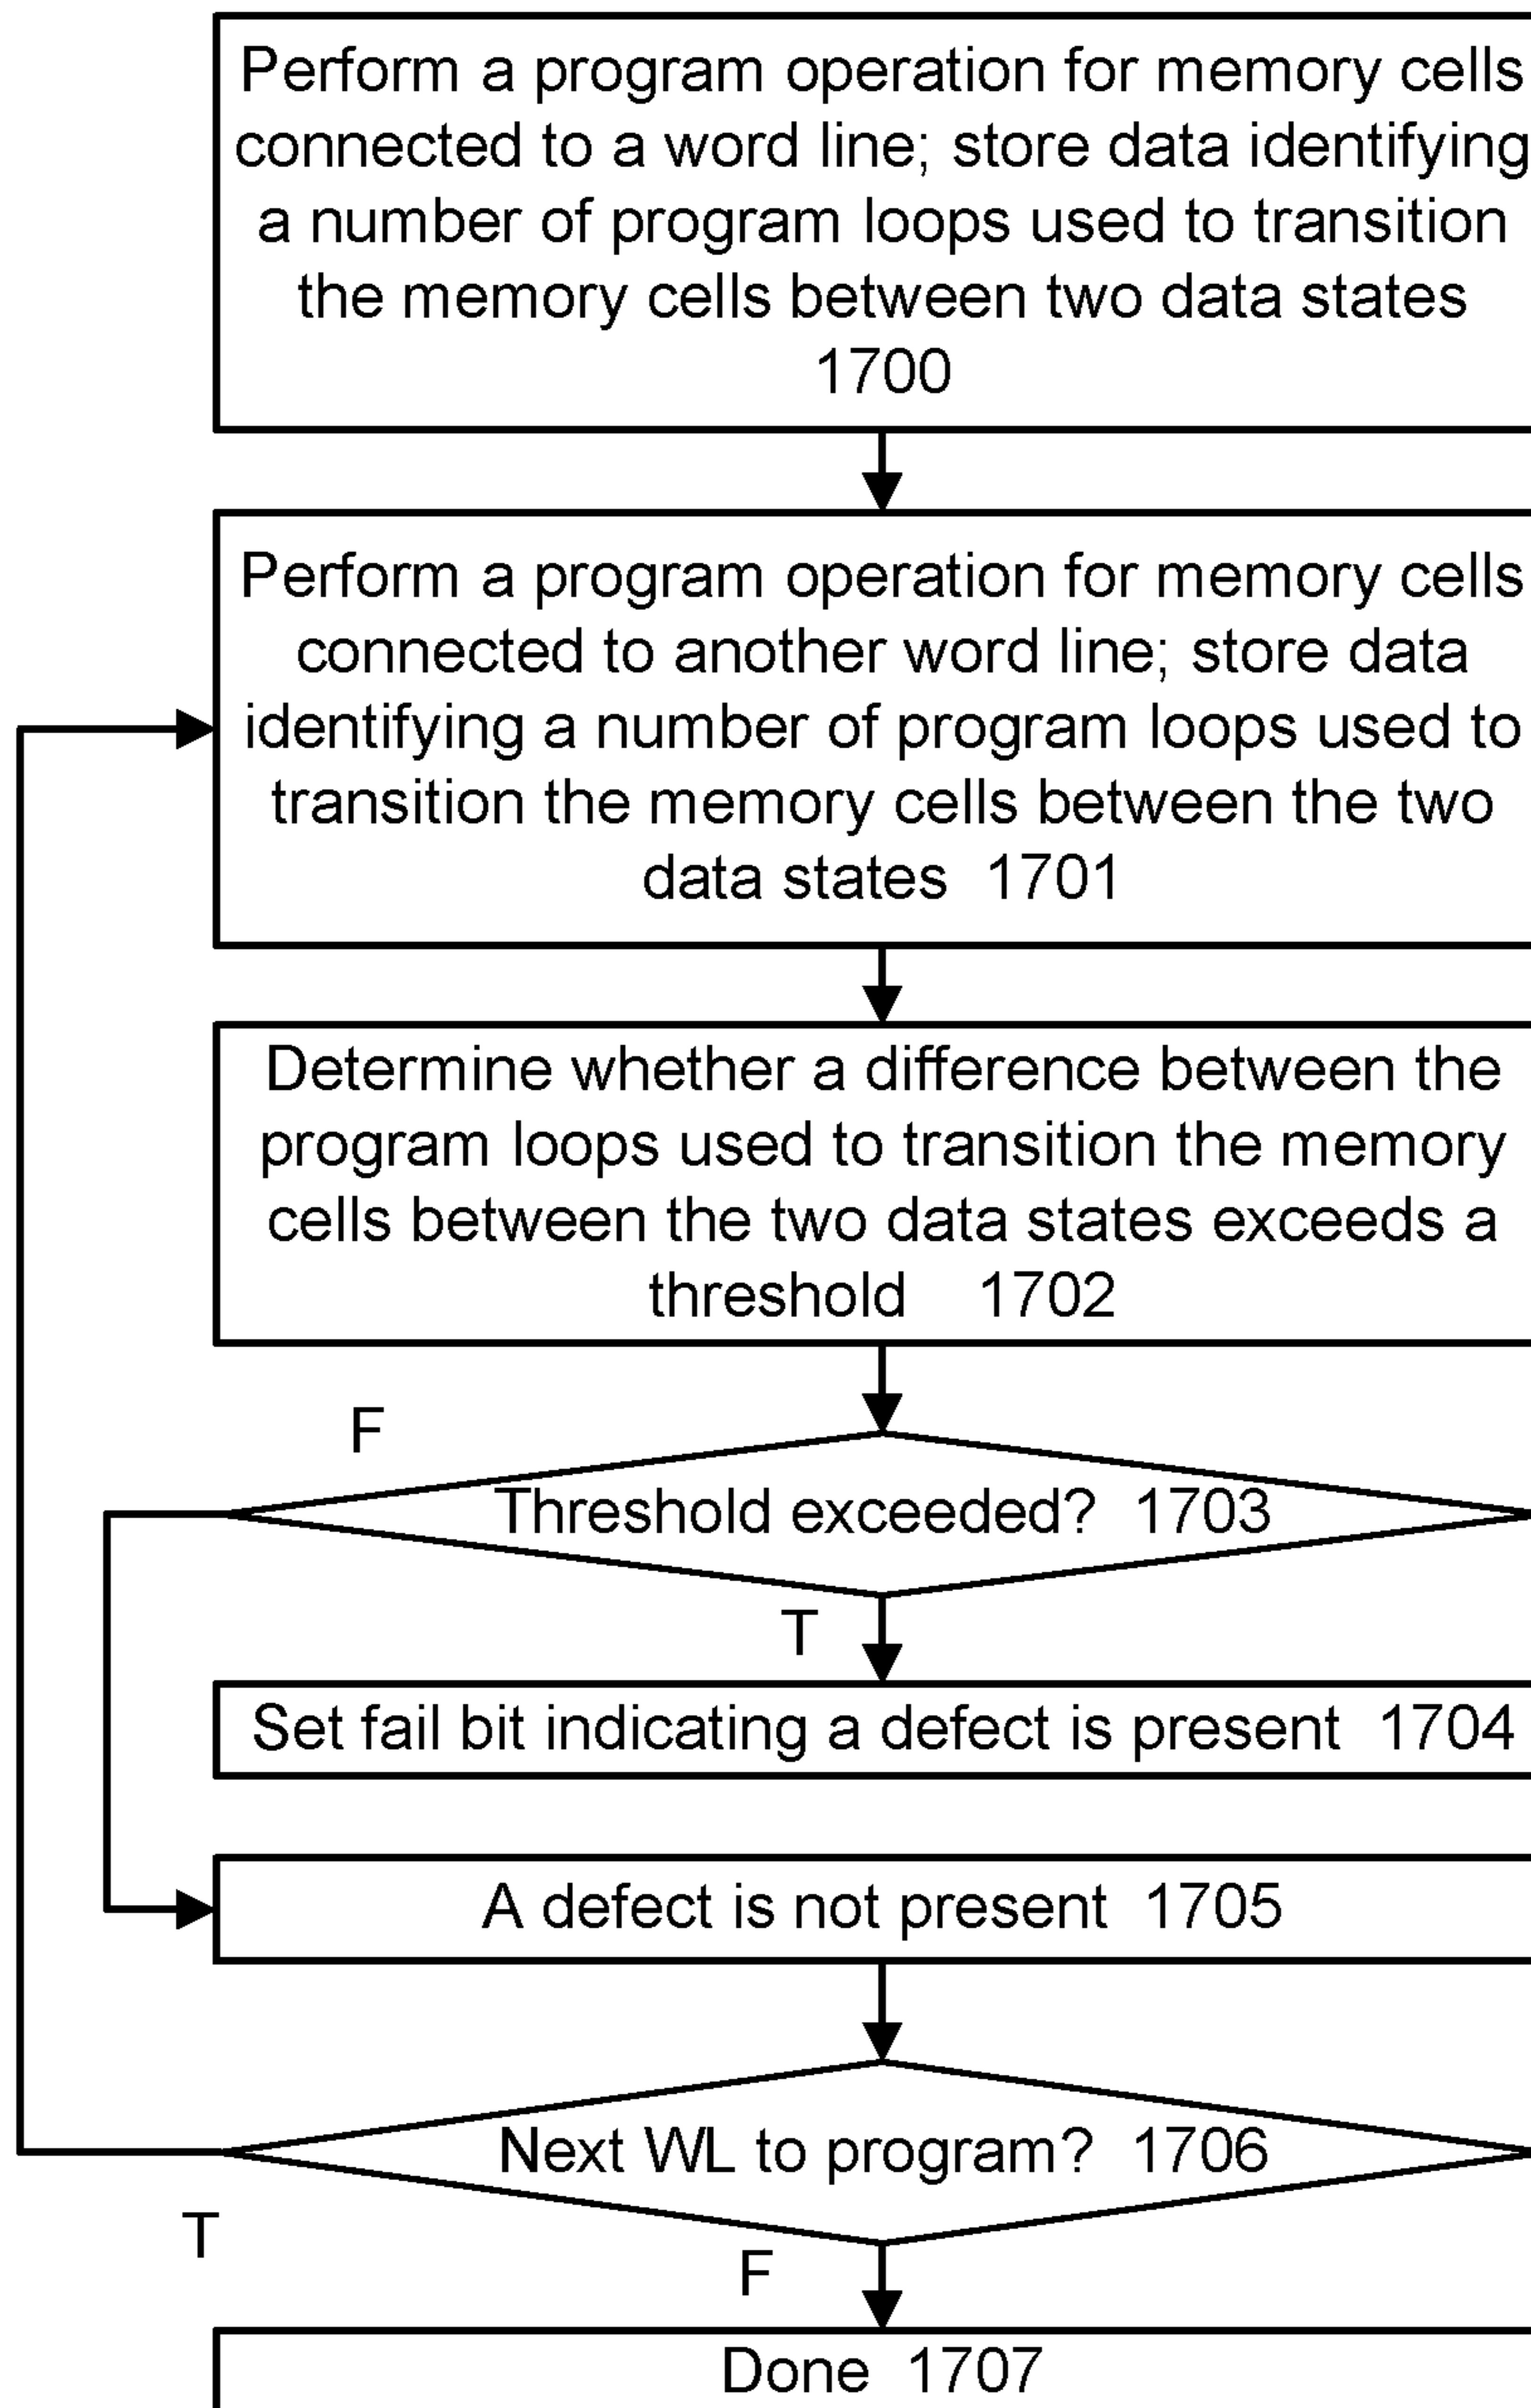 Perform a program operation for memory cells
connected to a word line; store data identifying
a number of program loops used to transition
the memory cells between two data states
1700
Perform a program operation for memory cells
connected to another word line; store data
identifying a number of program loops used to
transition the memory cells between the two
data states 1701
Determine whether a difference between the
program loops used to transition the memory
cells between the two data states exceeds a
threshold 1702
F
Threshold exceeded? 1703
T
Set fail bit indicating a defect is present 1704
A defect is not present 1705
Next WL to program? 1706
T
F
Done 1707